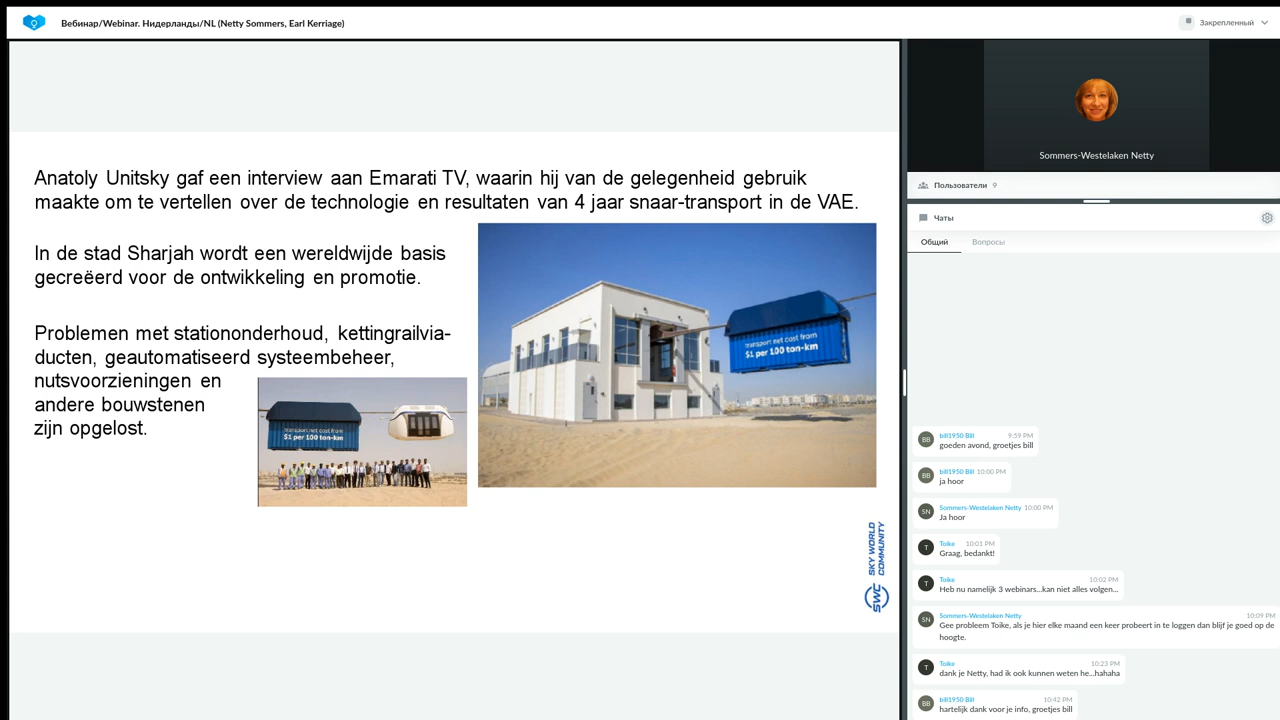 Вебинар/Webinar. Нидерланды/NL (Netty Sommers, Earl Kerriage)
Закрепленный
Anatoly Unitsky gaf een interview aan Emarati TV, waarin hij van de gelegenheid gebruik
maakte om te vertellen over de technologie en resultaten van 4 jaar snaar-transport in de VAE.
In de stad Sharjah wordt een wereldwijde basis
gecreëerd voor de ontwikkeling en promotie.
Problemen met stationonderhoud, kettingrailvia-
ducten, geautomatiseerd systeembeheer,
nutsvoorzieningen en
andere bouwstenen
zijn opgelost.
transport net cost from
$1 per 100 ton-km
transport net cost from
$1 per 100 ton-km
SWC SKY WORLD
COMMUNITY
Sommers-Westelaken Netty
Пользователи 9
Чаты
Общий Вопросы
BB bill1950 Bill 9:59 PM
goeden avond, groetjes bill
BB bill1950 Bill 10:00 PM
ja hoor
SN Sommers-Westelaken Netty 10:00 PM
Ja hoor
T Toike 10:01 PM
Graag, bedankt!
T Toike 10:02 PM
Heb nu namelijk 3 webinars...kan niet alles volgen...
SN Sommers-Westelaken Netty 10:09 PM
Gee probleem Toike, als je hier elke maand een keer probeert in te loggen dan blijf je goed op de
hoogte.
T Toike 10:23 PM
dank je Netty, had ik ook kunnen weten he...hahaha
BB bill1950 Bill 10:42 PM
hartelijk dank voor je info, groetjes bill